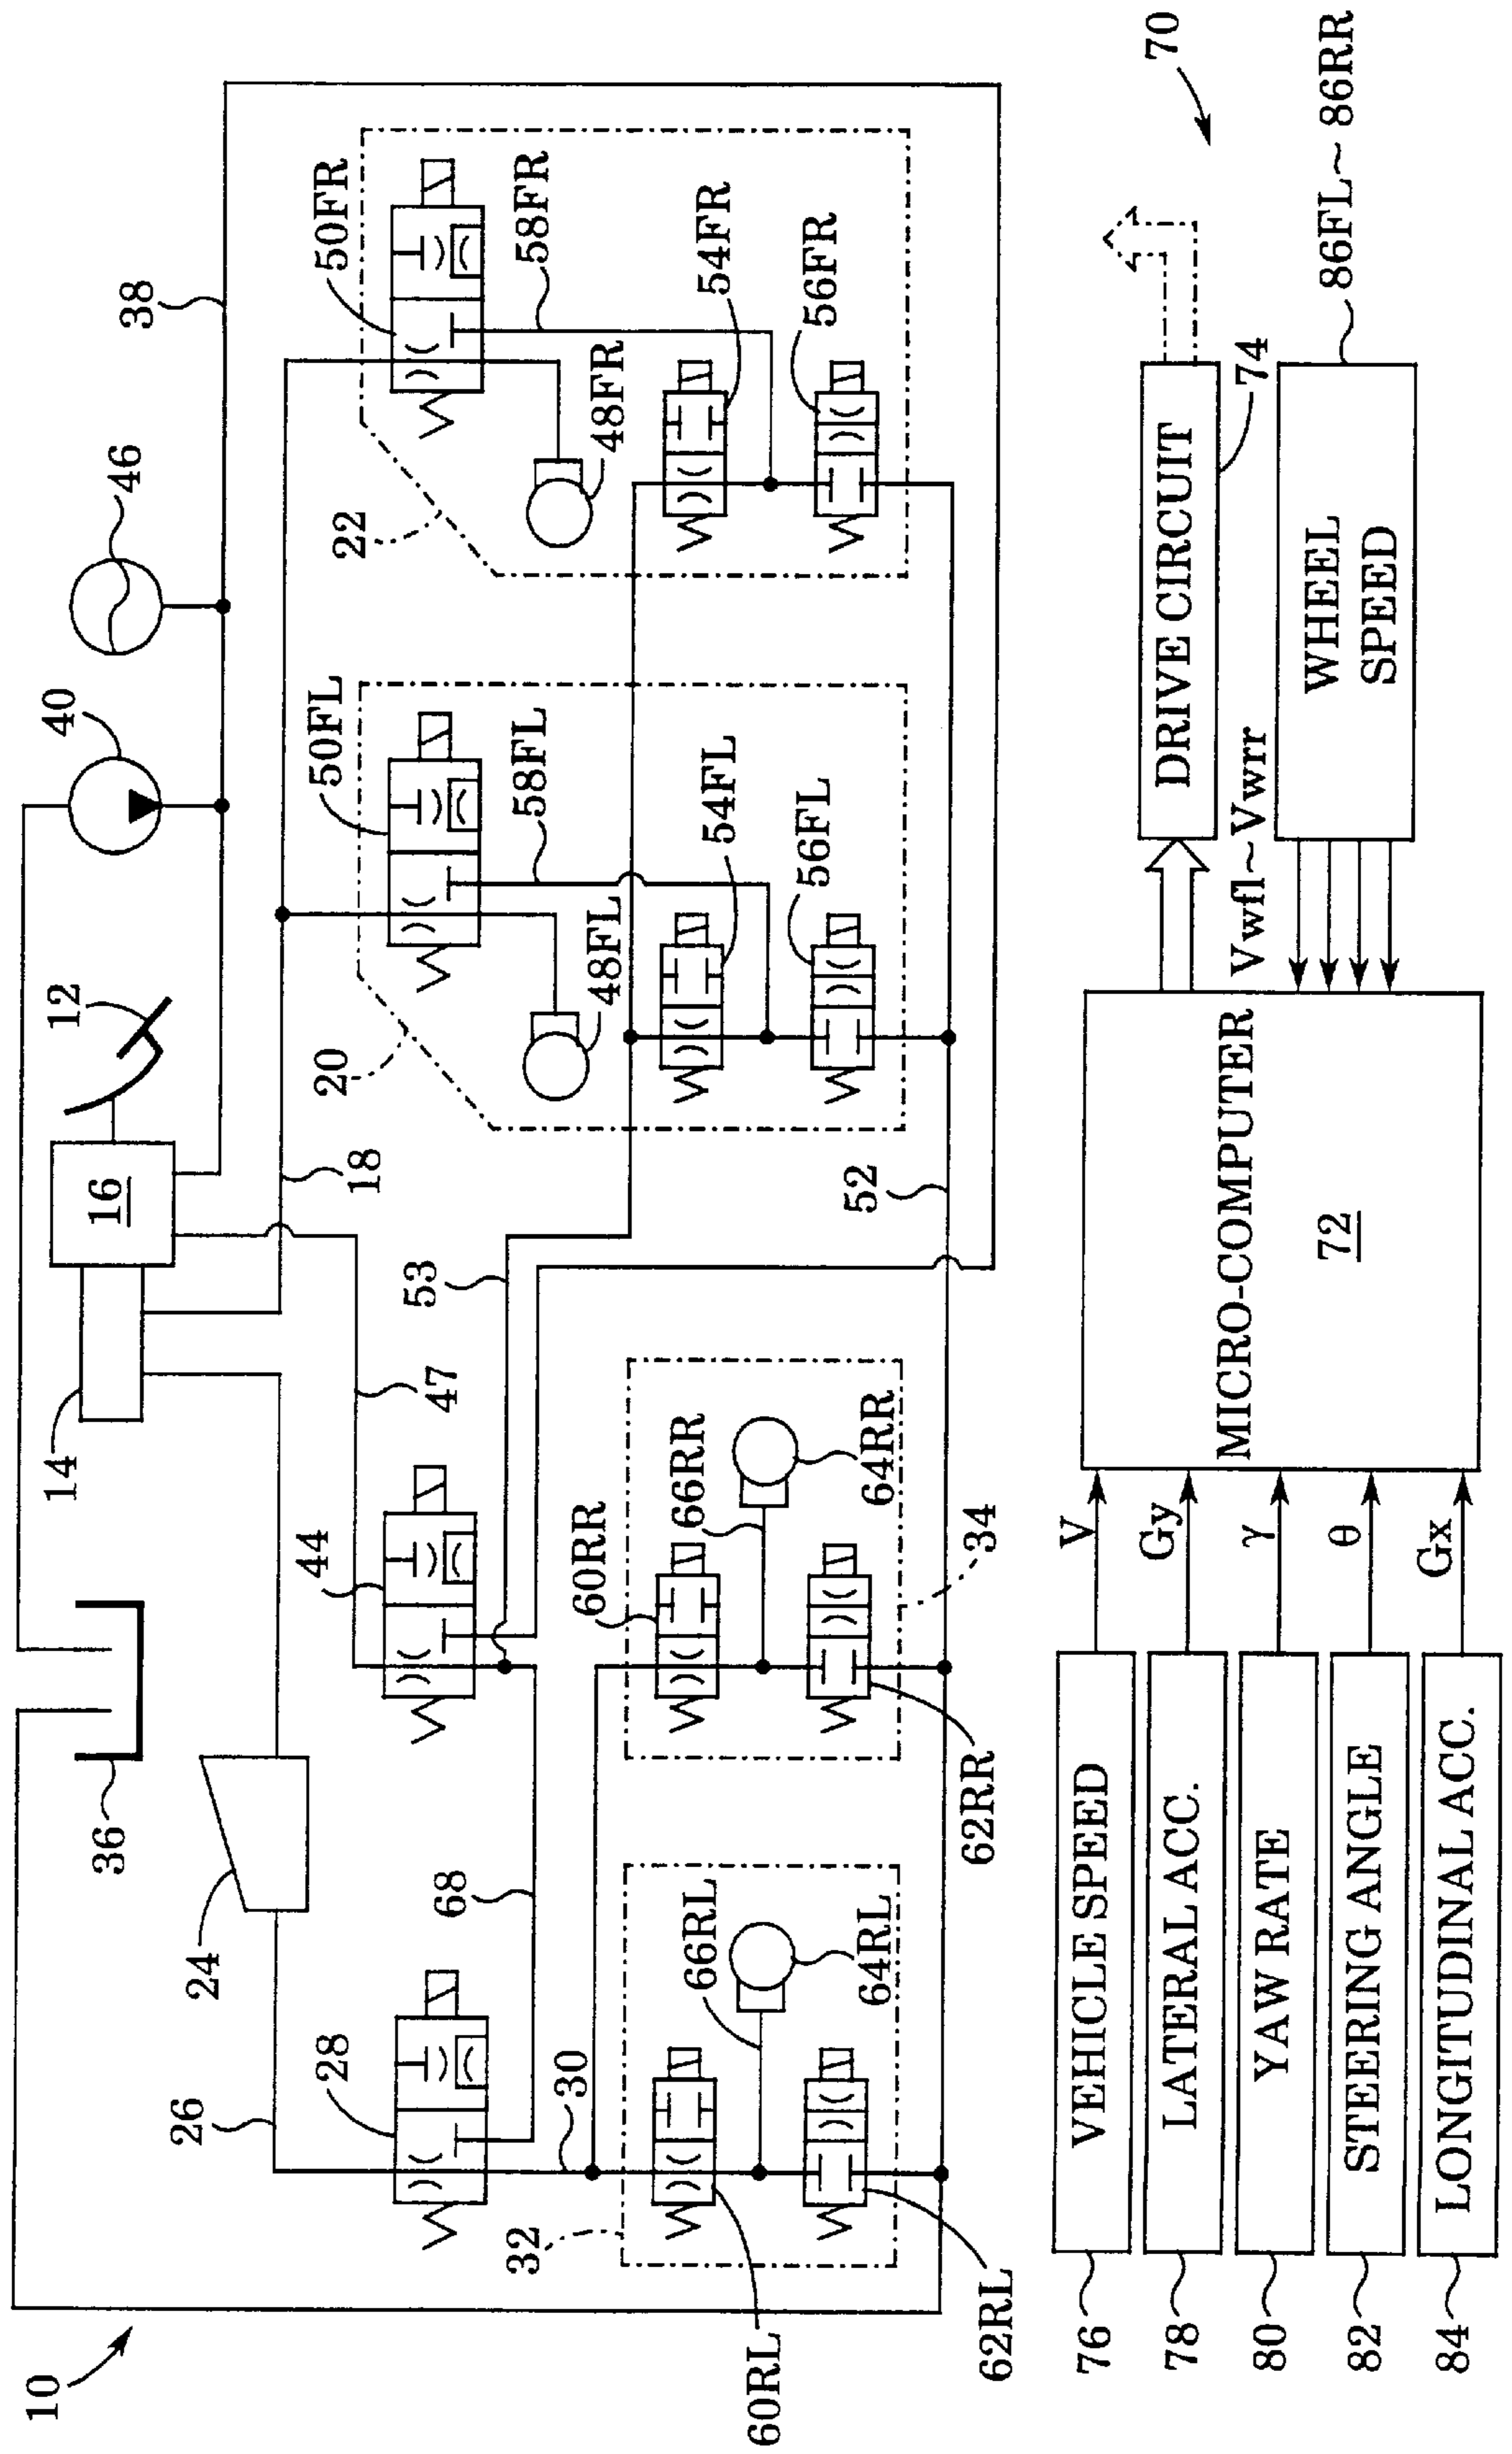 10
12
14
16
18
36
40
46
38
24
26
28
44
47
53
68
30
20
22
50FL
50FR
58FL
58FR
48FL
48FR
54FL
54FR
56FL
56FR
52
32
34
60RL
60RR
66RL
66RR
64RL
64RR
62RL
62RR
70
76
VEHICLE SPEED
V
78
LATERAL ACC.
Gy
80
YAW RATE
γ
82
STEERING ANGLE
θ
84
LONGITUDINAL ACC.
Gx
MICRO-COMPUTER
72
DRIVE CIRCUIT
74
Vwfl~Vwrr
WHEEL
SPEED
86FL~86RR